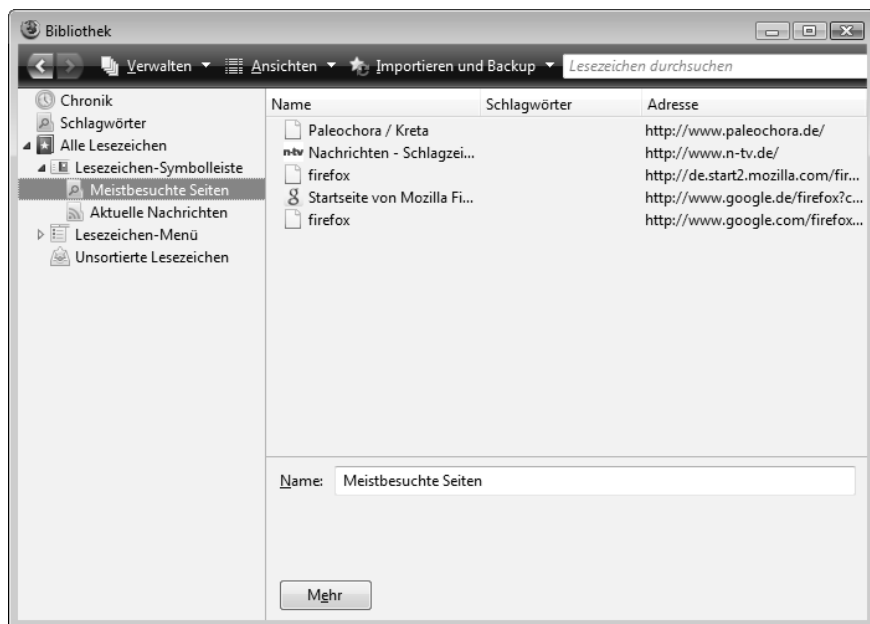 Bibliothek
Verwalten Ansichten Importieren und Backup Lesezeichen durchsuchen
Chronik
Schlagwörter
Alle Lesezeichen
Lesezeichen-Symbolleiste
Meistbesuchte Seiten
Aktuelle Nachrichten
Lesezeichen-Menü
Unsortierte Lesezeichen
Name Schlagwörter Adresse
Paleochora / Kreta http://www.paleochora.de/
n-tv Nachrichten - Schlagzei... http://www.n-tv.de/
firefox http://de.start2.mozilla.com/fir...
Startseite von Mozilla Fi... http://www.google.de/firefox?c...
firefox http://www.google.com/firefox...
Name: Meistbesuchte Seiten
Mehr